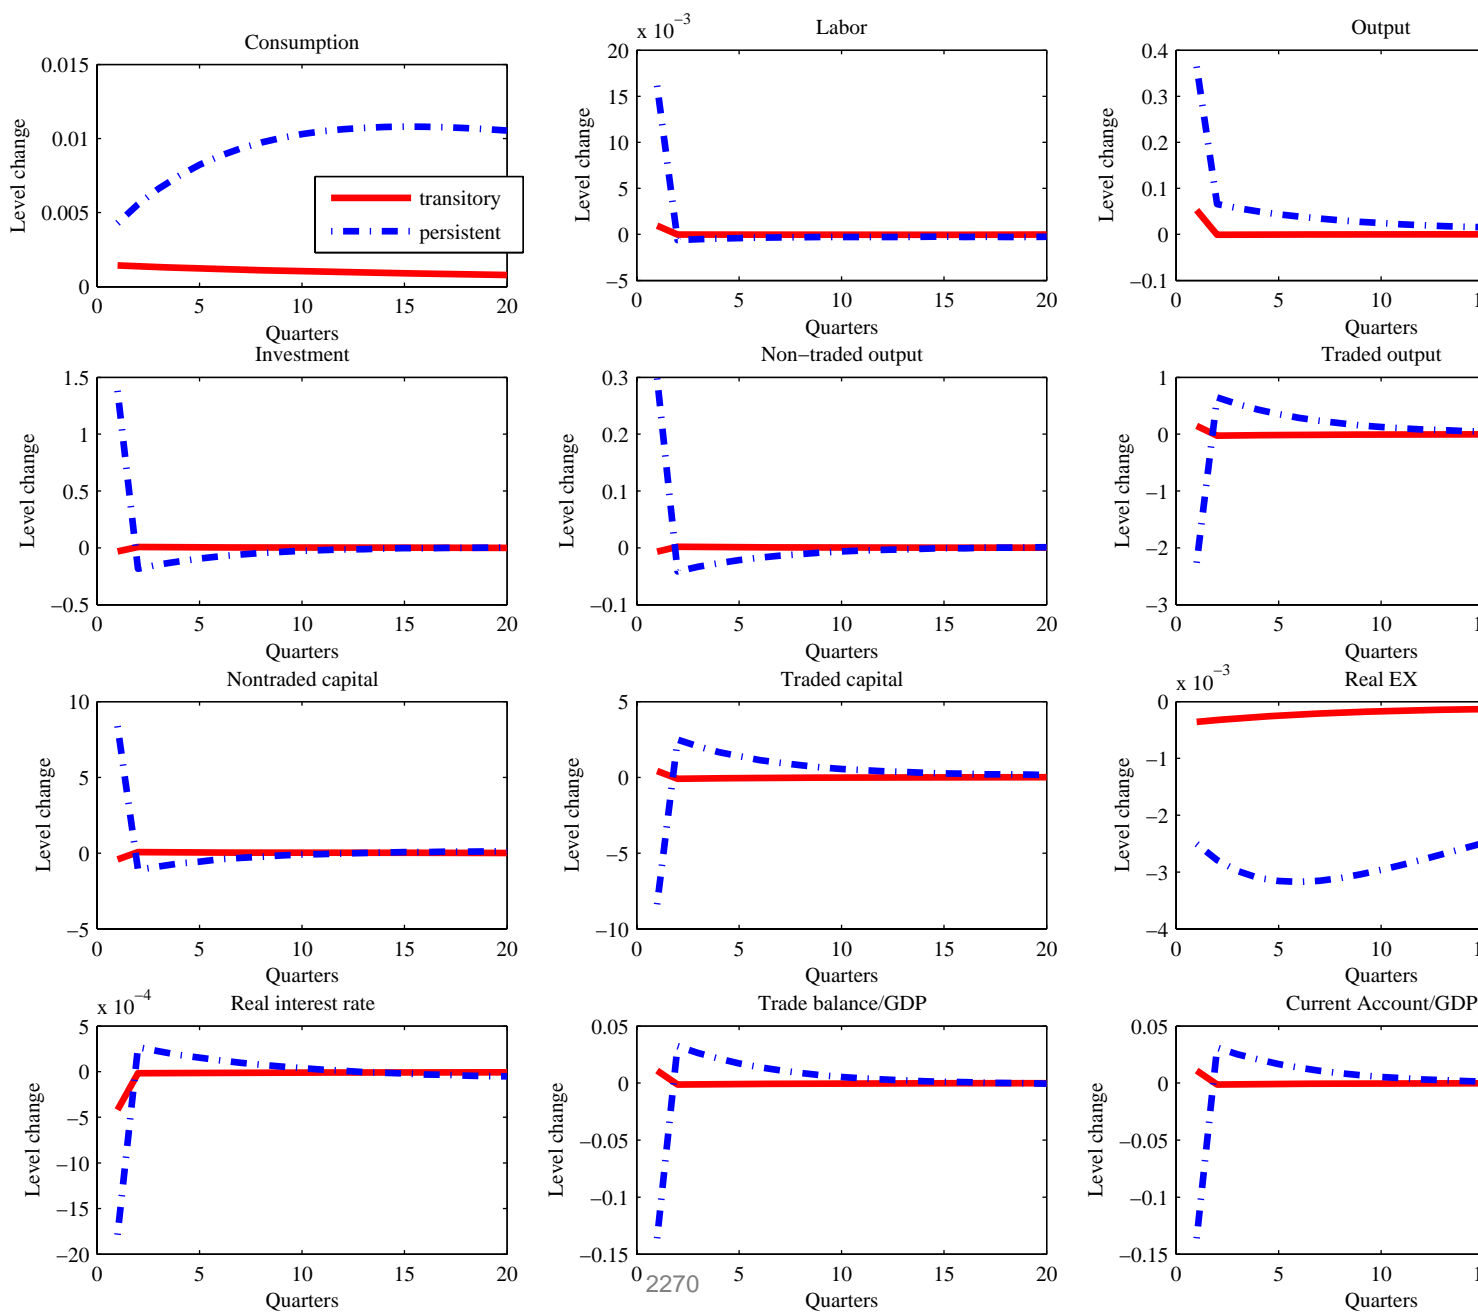 Consumption
Level change
0.015
0.01
0.005
0
0 5 10 15 20
Quarters
transitory
persistent
x 10⁻³
Labor
Level change
20
15
10
5
0
−5
0 5 10 15 20
Quarters
Output
Level change
0.4
0.3
0.2
0.1
0
−0.1
0 5 10
Quarters
Investment
Level change
1.5
1
0.5
0
−0.5
0 5 10 15 20
Quarters
Non−traded output
Level change
0.3
0.2
0.1
0
−0.1
0 5 10 15 20
Quarters
Traded output
Level change
1
0
−1
−2
−3
0 5 10
Quarters
Nontraded capital
Level change
10
5
0
−5
0 5 10 15 20
Quarters
Traded capital
Level change
5
0
−5
−10
0 5 10 15 20
Quarters
x 10⁻³
Real EX
Level change
0
−1
−2
−3
−4
0 5 10
Quarters
x 10⁻⁴
Real interest rate
Level change
5
0
−5
−10
−15
−20
0 5 10 15 20
Quarters
Trade balance/GDP
Level change
0.05
0
−0.05
−0.1
−0.15
0 5 10 15 20
Quarters
Current Account/GDP
Level change
0.05
0
−0.05
−0.1
−0.15
0 5 10
Quarters
2270